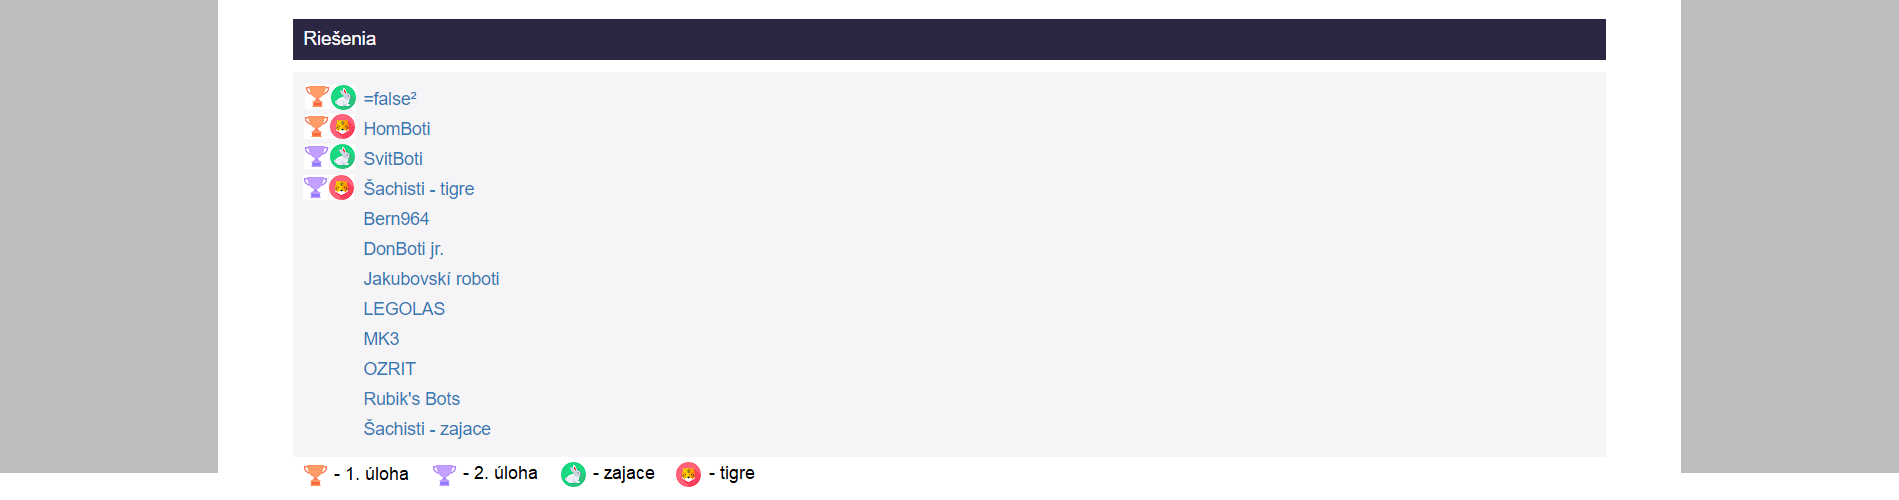 Riešenia
=false²
HomBoti
SvitBoti
Šachisti - tigre
Bern964
DonBoti jr.
Jakubovskí roboti
LEGOLAS
MK3
OZRIT
Rubik's Bots
Šachisti - zajace
- 1. úloha - 2. úloha - zajace - tigre